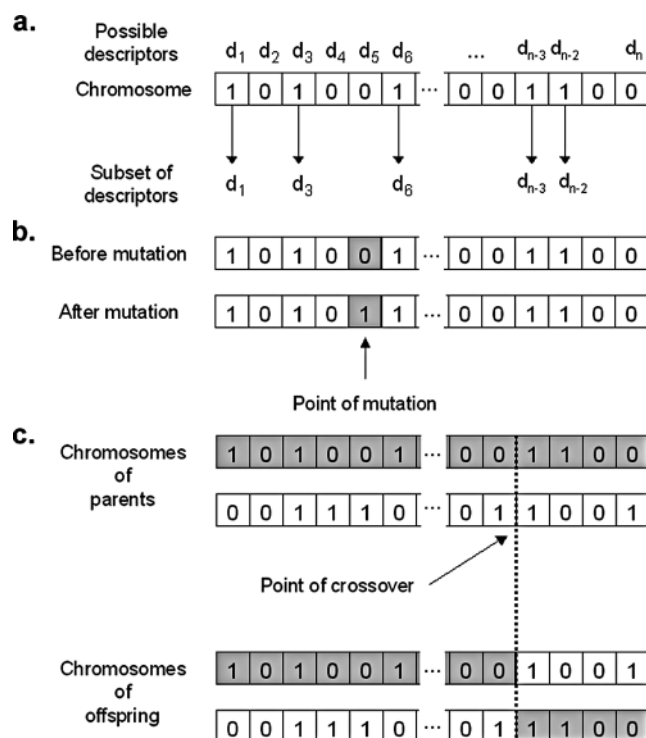 a.
Possible
descriptors
d₁ d₂ d₃ d₄ d₅ d₆ ... dₙ₋₃ dₙ₋₂ dₙ
Chromosome
1 0 1 0 0 1 ... 0 0 1 1 0 0
Subset of
descriptors
d₁ d₃ d₆ dₙ₋₃ dₙ₋₂
b.
Before mutation
1 0 1 0 0 1 ... 0 0 1 1 0 0
After mutation
1 0 1 0 1 1 ... 0 0 1 1 0 0
Point of mutation
c.
Chromosomes
of
parents
1 0 1 0 0 1 ... 0 0 1 1 0 0
0 0 1 1 1 0 ... 0 1 1 0 0 1
Point of crossover
Chromosomes
of
offspring
1 0 1 0 0 1 ... 0 0 1 0 0 1
0 0 1 1 1 0 ... 0 1 1 1 0 0